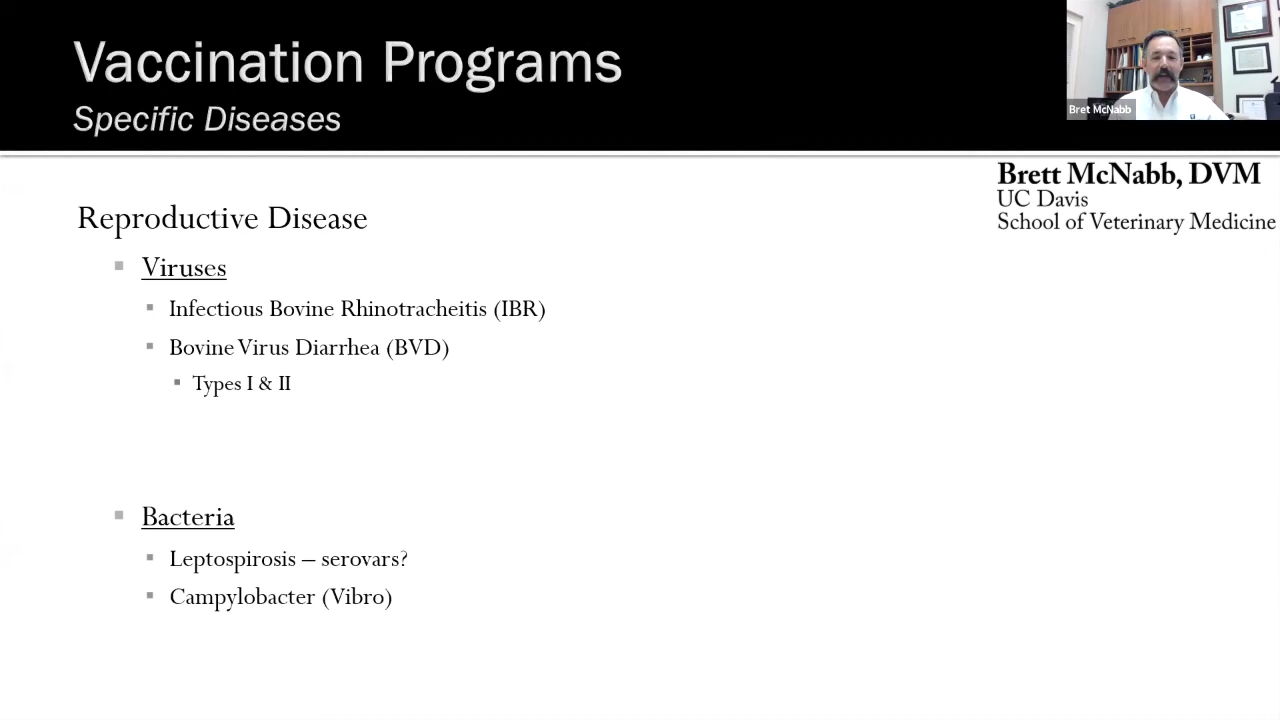 Vaccination Programs
Specific Diseases
Bret McNabb
Brett McNabb, DVM
UC Davis
School of Veterinary Medicine
Reproductive Disease
Viruses
Infectious Bovine Rhinotracheitis (IBR)
Bovine Virus Diarrhea (BVD)
Types I & II
Bacteria
Leptospirosis – serovars?
Campylobacter (Vibro)